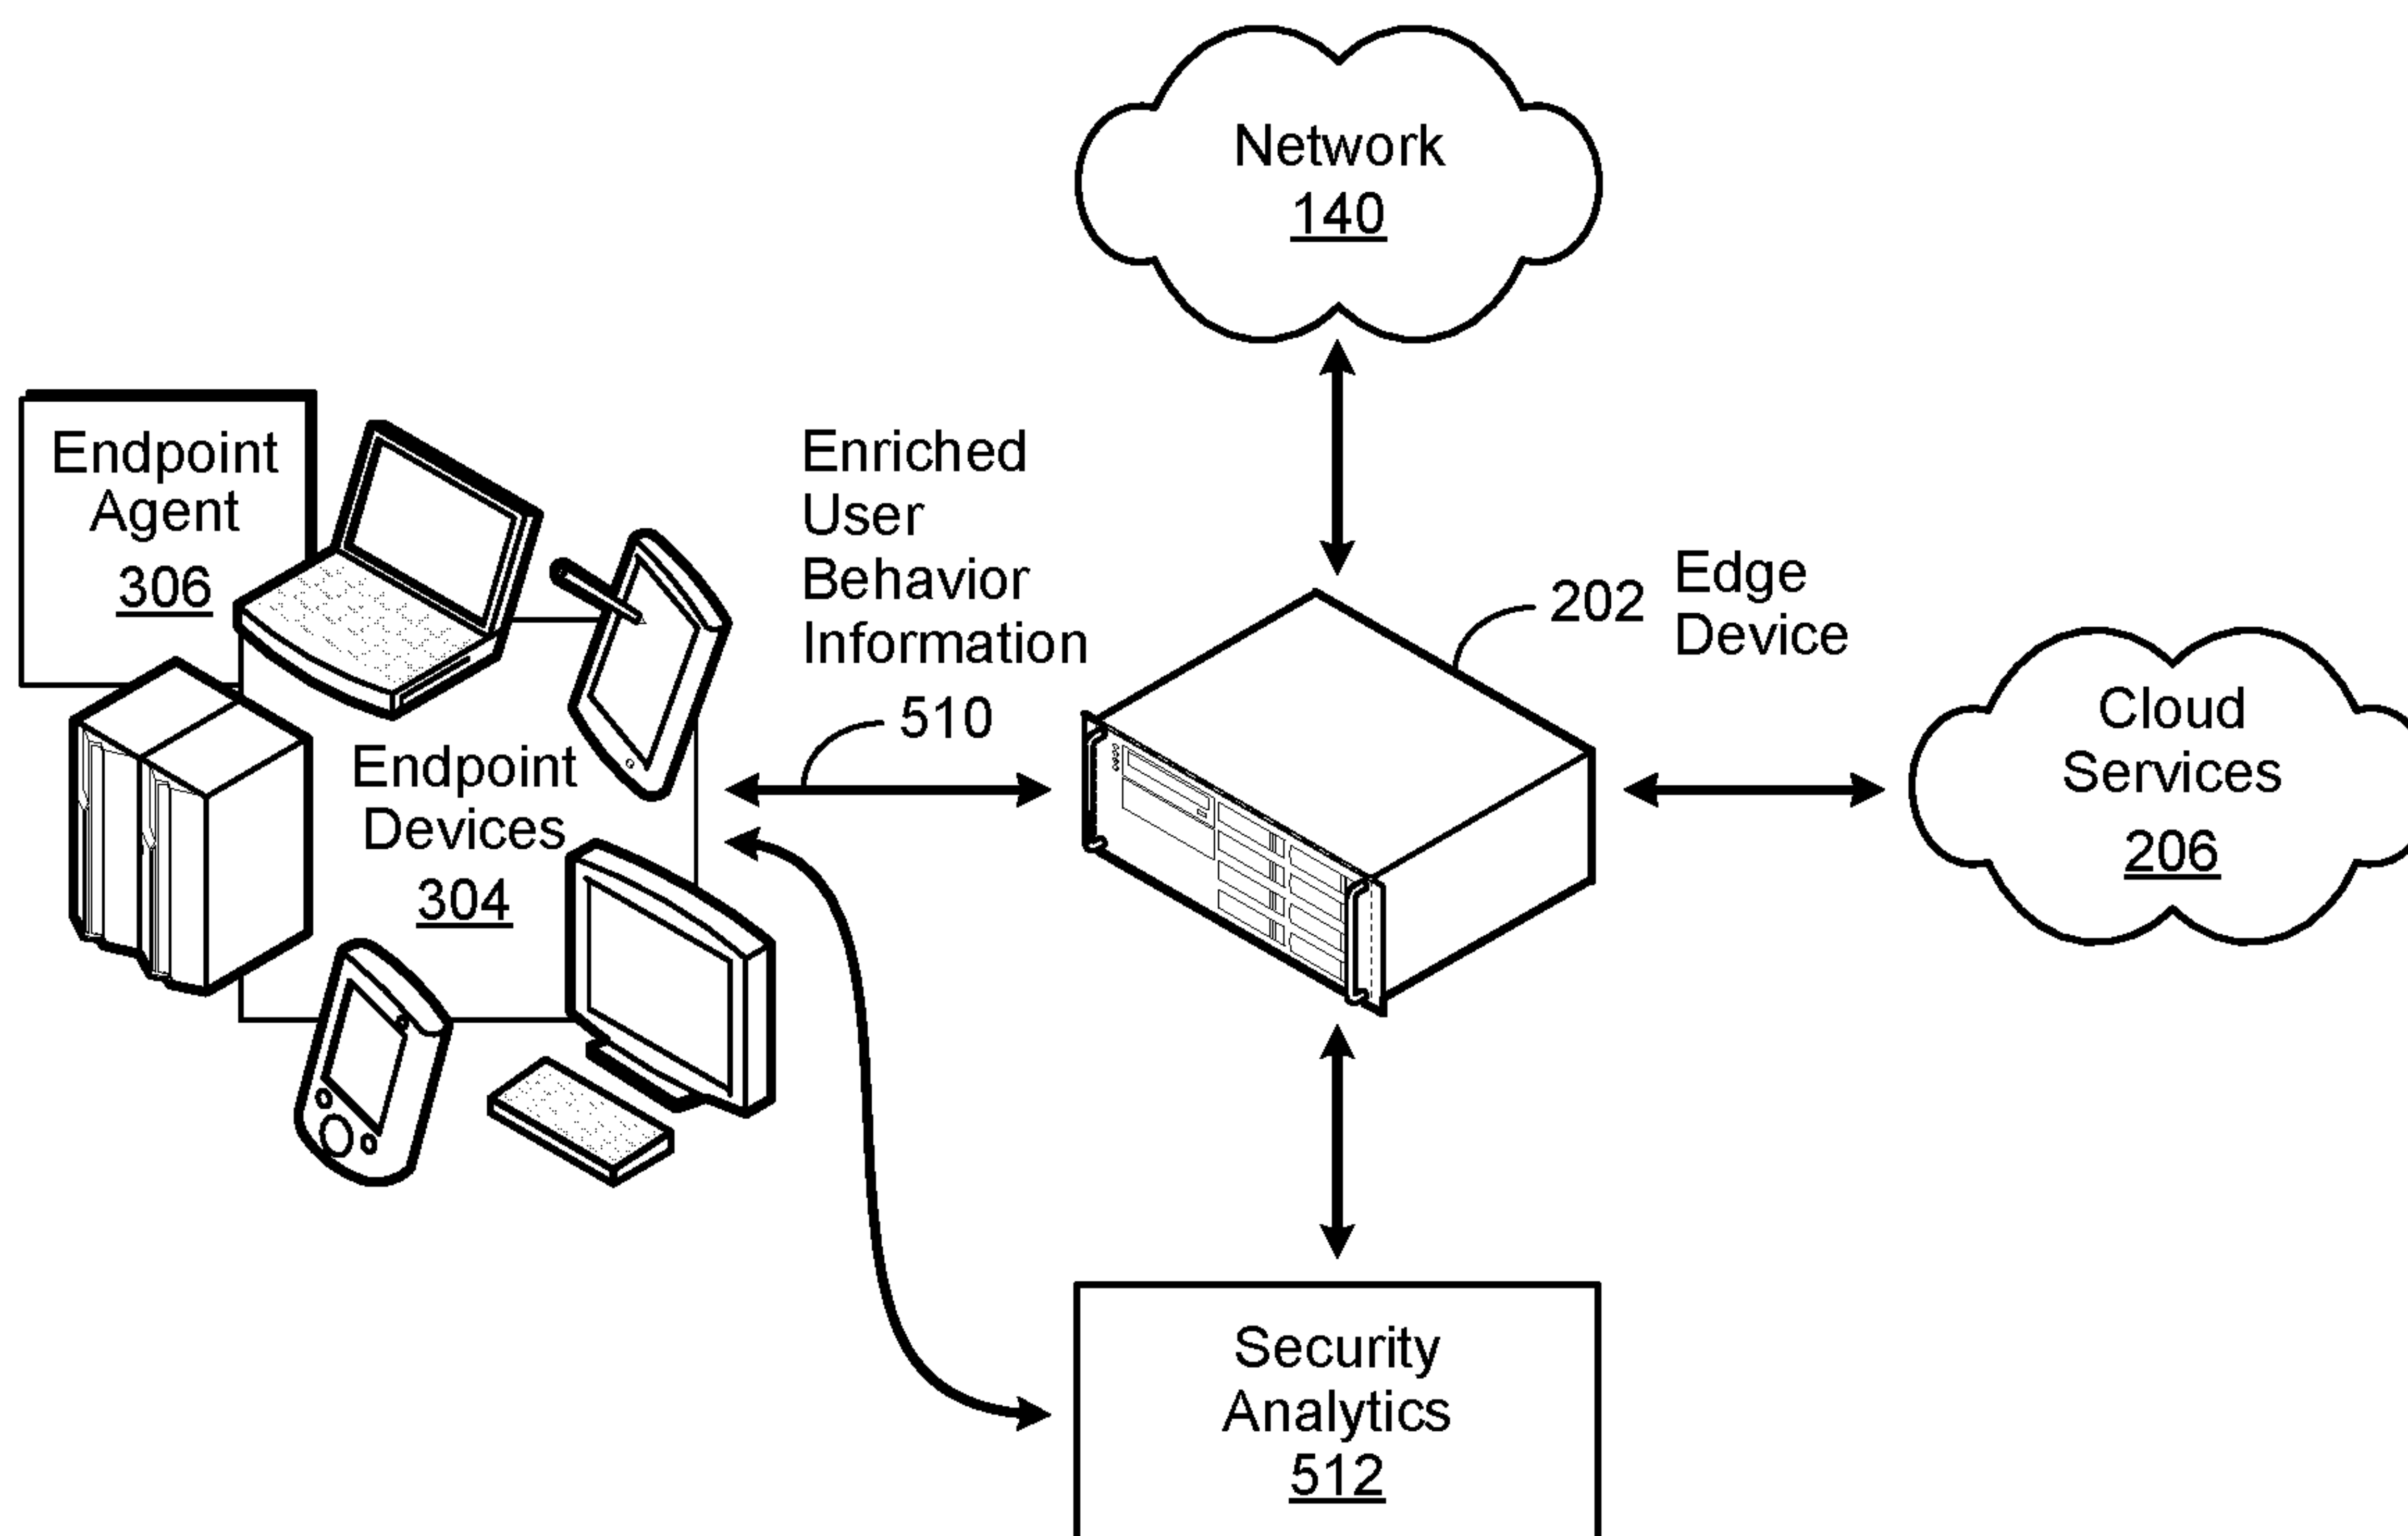 Network
140
Endpoint
Agent
306
Enriched
User
Behavior
Information
510
202
Edge
Device
Cloud
Services
206
Endpoint
Devices
304
Security
Analytics
512